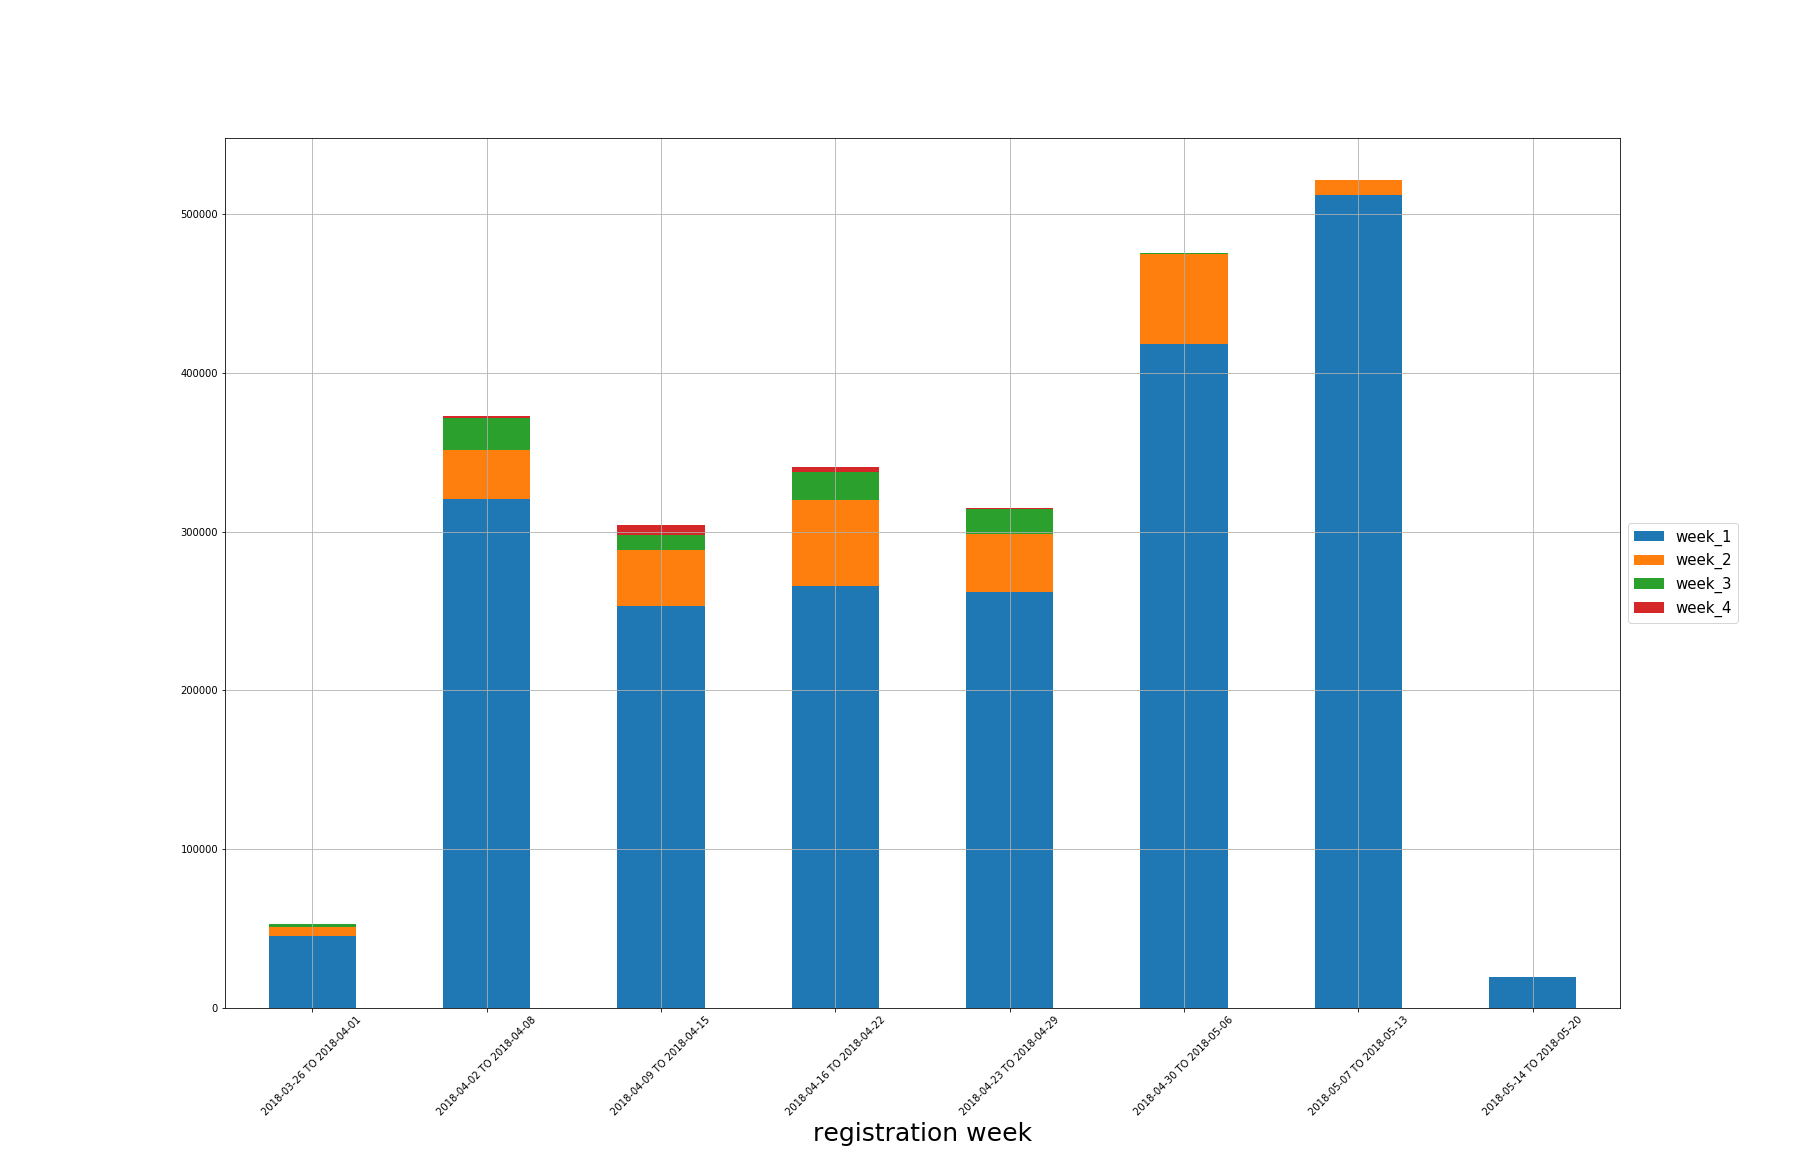 500000
400000
300000
200000
100000
0
week_1
week_2
week_3
week_4
2018-03-26 TO 2018-04-01
2018-04-02 TO 2018-04-08
2018-04-09 TO 2018-04-15
2018-04-16 TO 2018-04-22
2018-04-23 TO 2018-04-29
2018-04-30 TO 2018-05-06
2018-05-07 TO 2018-05-13
2018-05-14 TO 2018-05-20
registration week